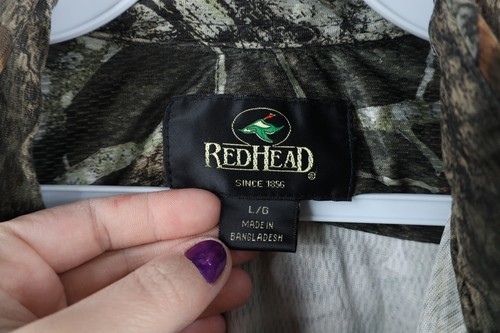 REDHEAD®
SINCE 1856
L/G
MADE IN
BANGLADESH